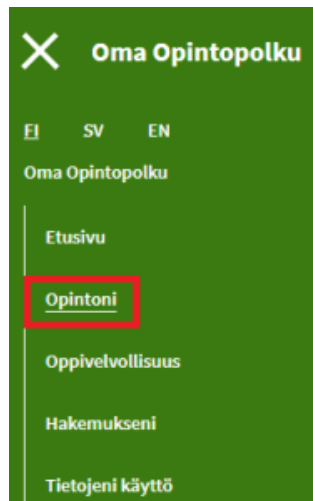 Oma Opintopolku
FI SV EN
Oma Opintopolku
Etusivu
Opintoni
Oppivelvollisuus
Hakemukseni
Tietojeni käyttö